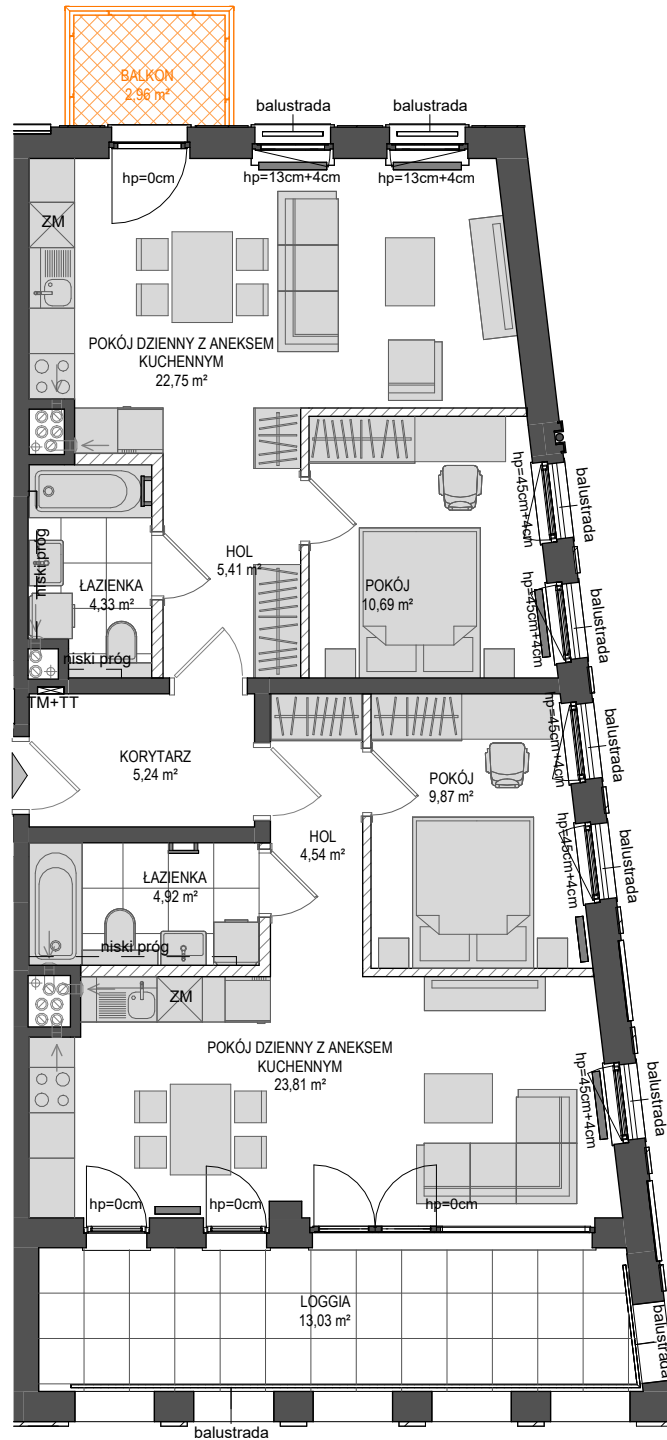 BALKON
2,96 m²
balustrada
balustrada
hp=0cm
hp=13cm+4cm
hp=13cm+4cm
ZM
POKÓJ DZIENNY Z ANEKSEM
KUCHENNYM
22,75 m²
hp=45cm+4cm
balustrada
HOL
5,41 m²
niski próg
ŁAZIENKA
4,33 m²
POKÓJ
10,69 m²
hp=45cm+4cm
balustrada
niski próg
TM+TT
KORYTARZ
5,24 m²
POKÓJ
9,87 m²
hp=45cm+4cm
balustrada
HOL
4,54 m²
hp=45cm+4cm
balustrada
ŁAZIENKA
4,92 m²
niski próg
ZM
POKÓJ DZIENNY Z ANEKSEM
KUCHENNYM
23,81 m²
hp=45cm+4cm
balustrada
hp=0cm
hp=0cm
hp=0cm
LOGGIA
13,03 m²
balustrada
balustrada